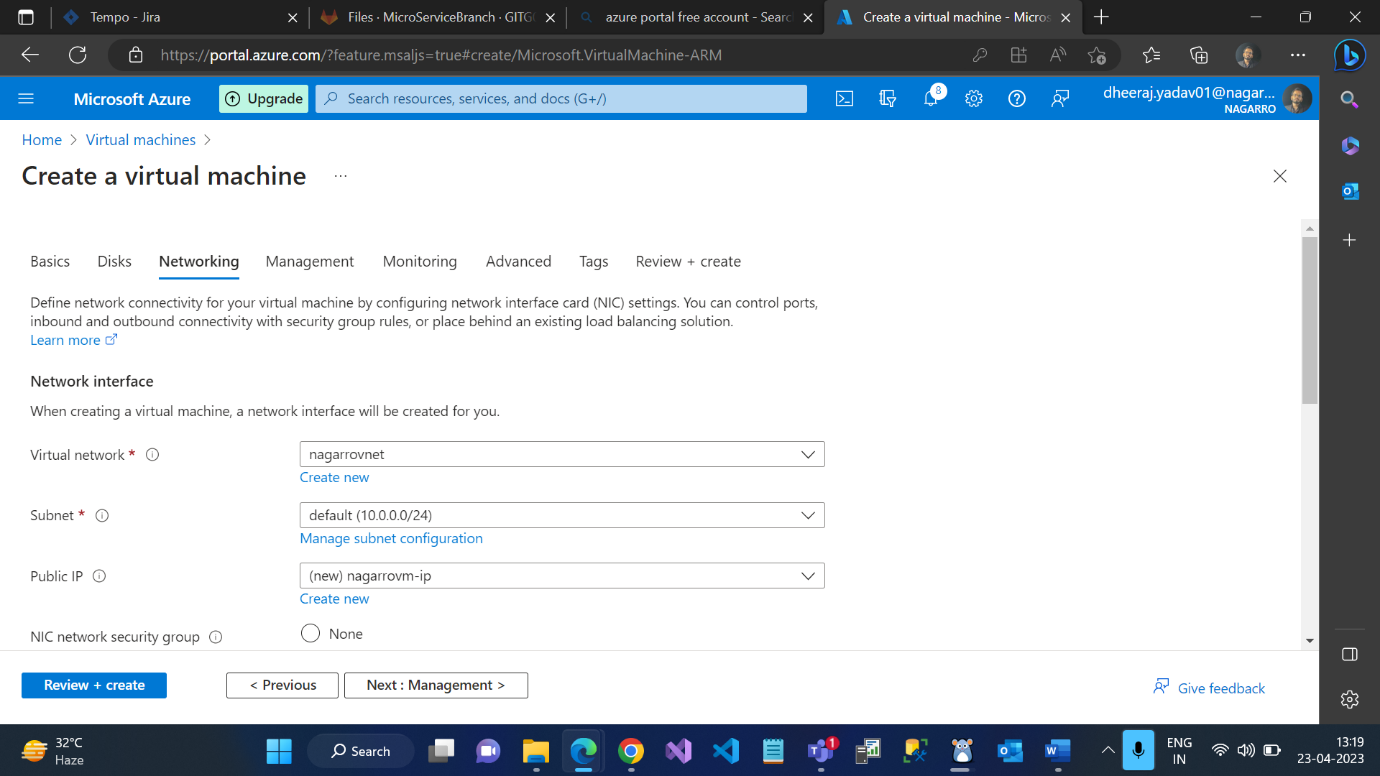 Tempo - Jira
Files · MicroServiceBranch · GITGO
azure portal free account - Search
Create a virtual machine - Micros
https://portal.azure.com/?feature.msaljs=true#create/Microsoft.VirtualMachine-ARM
Microsoft Azure
Upgrade
Search resources, services, and docs (G+/)
8
dheeraj.yadav01@nagar...
NAGARRO
Home > Virtual machines >
Create a virtual machine ...
Basics Disks Networking Management Monitoring Advanced Tags Review + create
Define network connectivity for your virtual machine by configuring network interface card (NIC) settings. You can control ports,
inbound and outbound connectivity with security group rules, or place behind an existing load balancing solution.
Learn more
Network interface
When creating a virtual machine, a network interface will be created for you.
Virtual network *
nagarrovnet
Create new
Subnet *
default (10.0.0.0/24)
Manage subnet configuration
Public IP
(new) nagarrovm-ip
Create new
NIC network security group
None
Review + create
< Previous
Next : Management >
Give feedback
32°C
Haze
Search
1
ENG
IN
13:19
23-04-2023